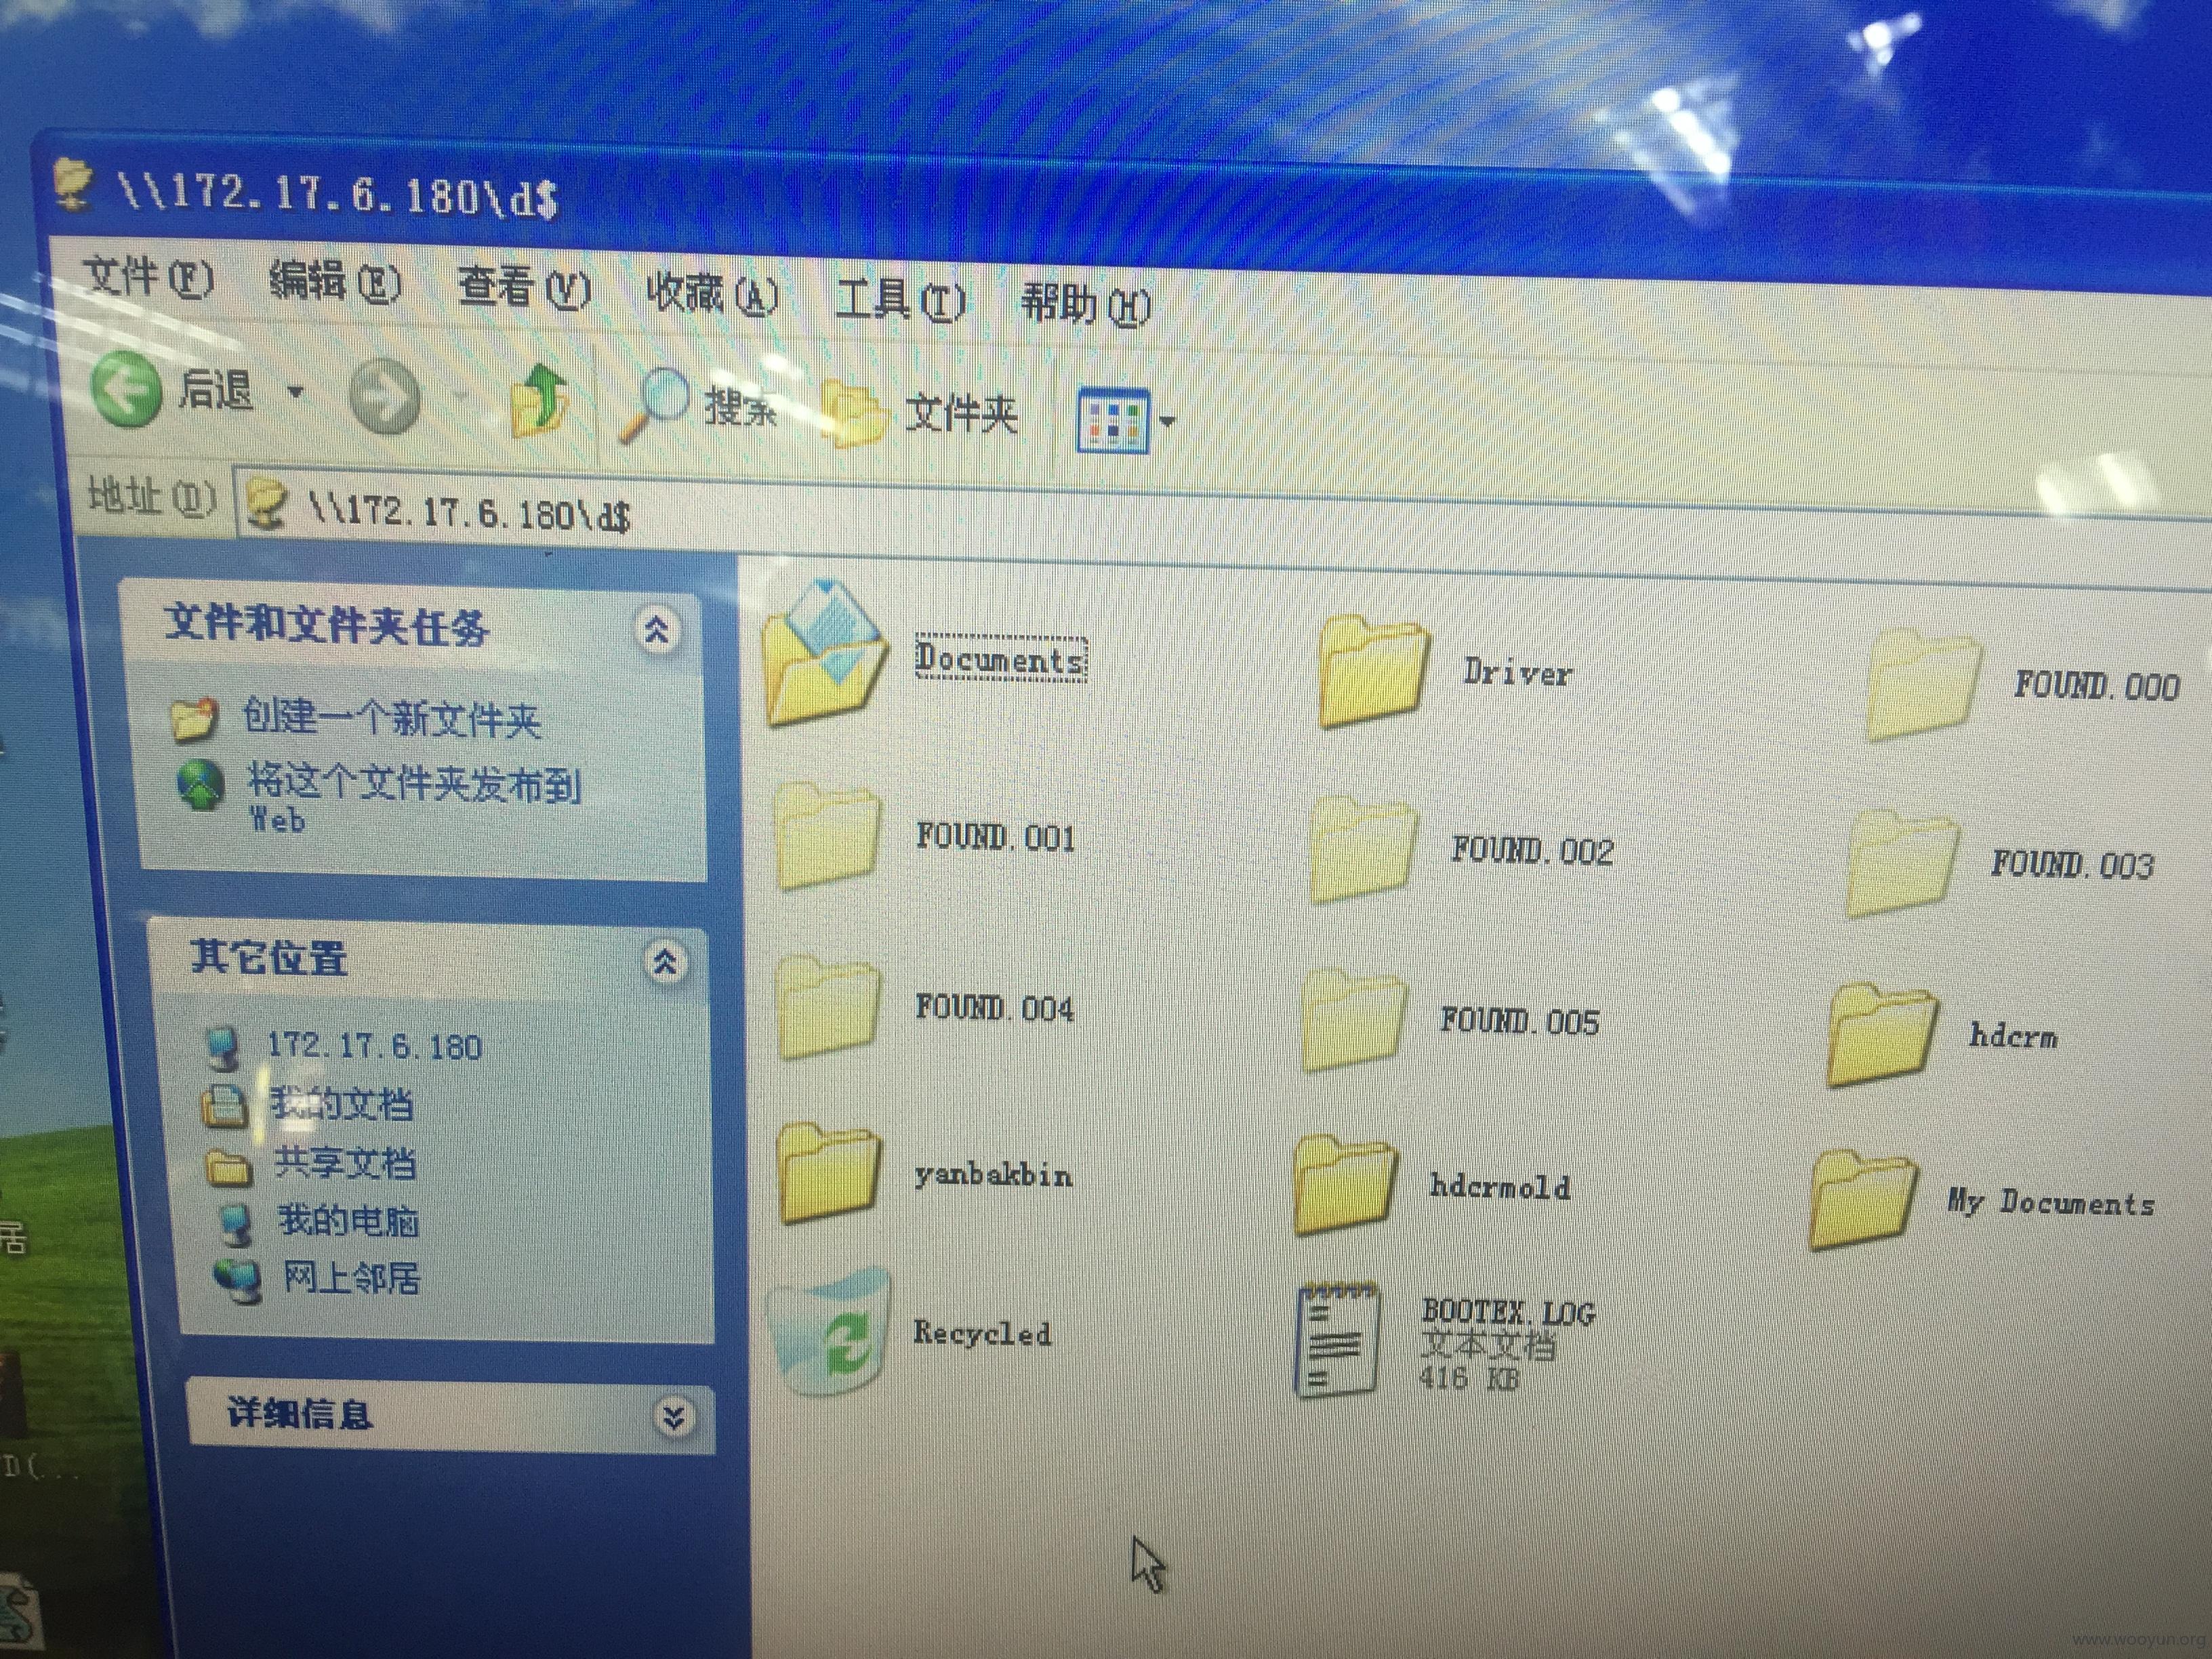 \\172.17.6.180\d$
文件(F) 编辑(E) 查看(V) 收藏(A) 工具(T) 帮助(H)
后退 搜索 文件夹
地址(D) \\172.17.6.180\d$
文件和文件夹任务
创建一个新文件夹
将这个文件夹发布到
Web
其它位置
172.17.6.180
我的文档
共享文档
我的电脑
网上邻居
详细信息
Documents
Driver
FOUND.000
FOUND.001
FOUND.002
FOUND.003
FOUND.004
FOUND.005
hdcrm
yanbakbin
hdcrmold
My Documents
Recycled
BOOTEX.LOG
文本文档
416 KB
居
D(...
www.wooyun.org